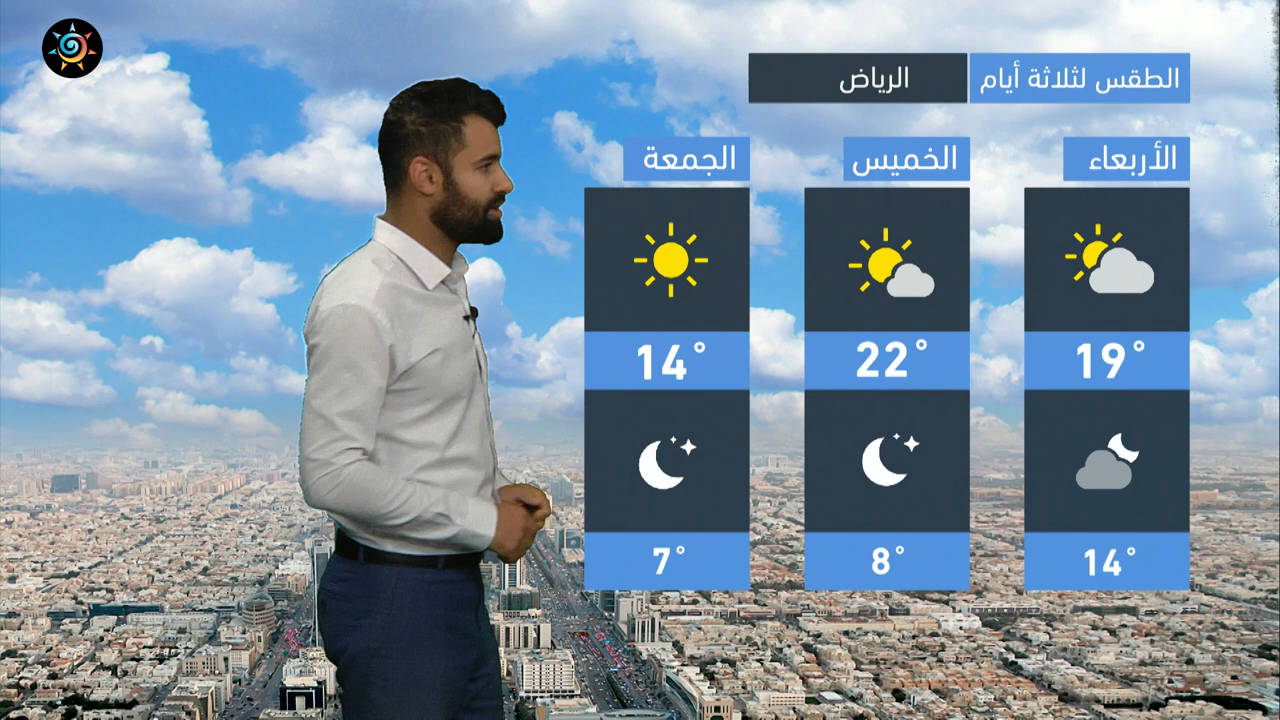 الطقس لثلاثة أيام
الرياض
الأربعاء
الخميس
الجمعة
19°
22°
14°
14°
8°
7°